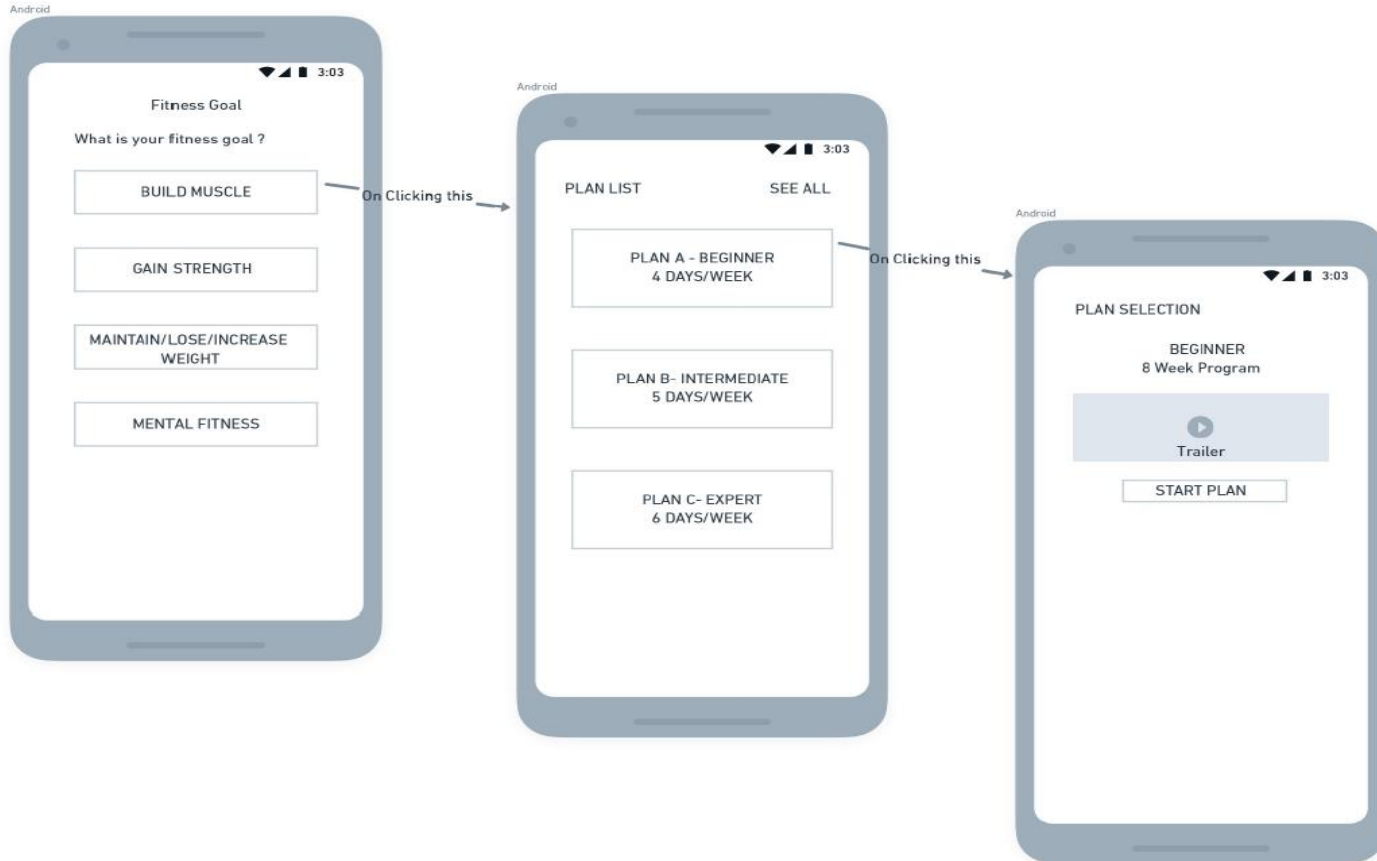 Android
3:03
Fitness Goal
What is your fitness goal ?
BUILD MUSCLE
GAIN STRENGTH
MAINTAIN/LOSE/INCREASE
WEIGHT
MENTAL FITNESS
On Clicking this
Android
3:03
PLAN LIST SEE ALL
PLAN A - BEGINNER
4 DAYS/WEEK
PLAN B- INTERMEDIATE
5 DAYS/WEEK
PLAN C- EXPERT
6 DAYS/WEEK
On Clicking this
Android
3:03
PLAN SELECTION
BEGINNER
8 Week Program
Trailer
START PLAN